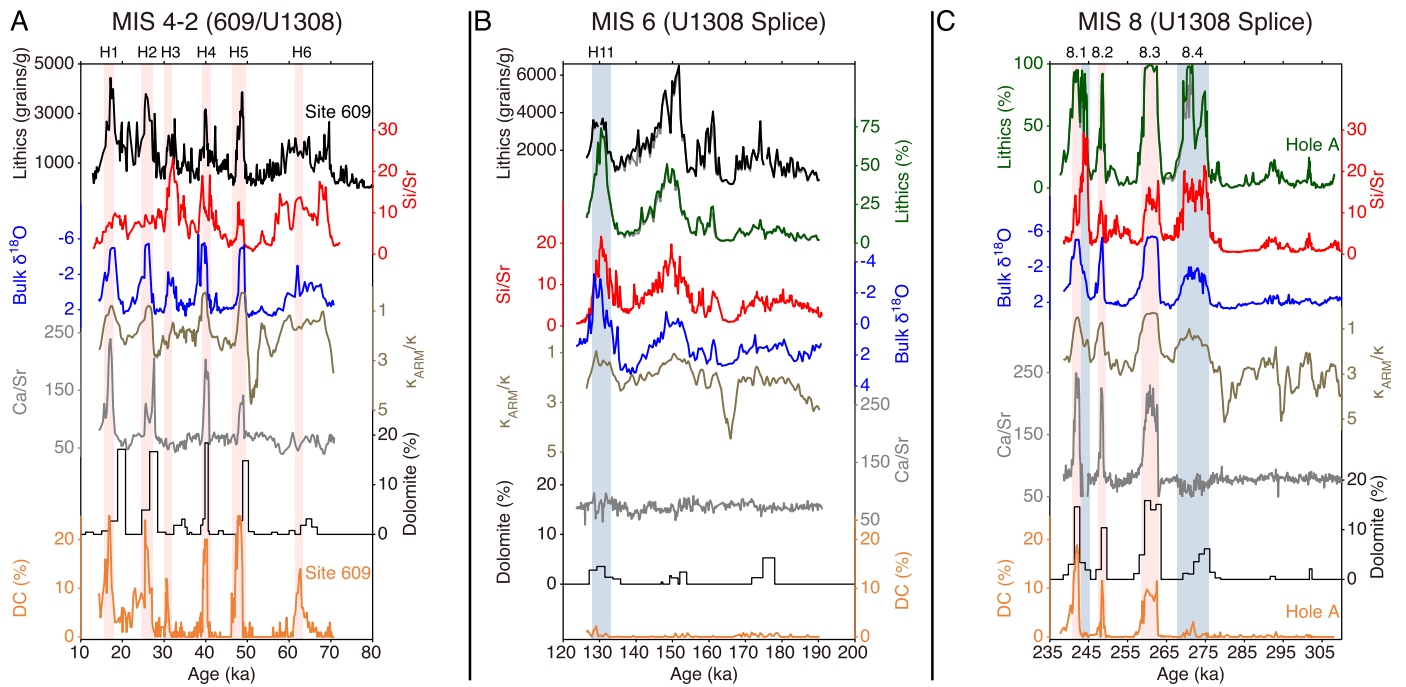 A
MIS 4-2 (609/U1308)
H1 H2 H3 H4 H5 H6
Lithics (grains/g)
5000
3000
1000
Site 609
Si/Sr
30
20
10
0
Bulk δ18O
-6
-2
2
κARM/κ
1
3
5
Ca/Sr
250
150
50
Dolomite (%)
20
10
0
DC (%)
20
10
0
Site 609
10 20 30 40 50 60 70 80
Age (ka)
B
MIS 6 (U1308 Splice)
H11
Lithics (grains/g)
6000
4000
2000
Lithics (%)
75
50
25
0
Si/Sr
20
10
0
Bulk δ18O
-4
-2
0
2
4
κARM/κ
1
3
5
Ca/Sr
250
150
50
Dolomite (%)
20
10
0
DC (%)
20
10
0
120 130 140 150 160 170 180 190 200
Age (ka)
C
MIS 8 (U1308 Splice)
8.1 8.2 8.3 8.4
Lithics (%)
100
50
0
Hole A
Si/Sr
30
20
10
0
Bulk δ18O
-6
-2
2
κARM/κ
1
3
5
Ca/Sr
250
150
50
Dolomite (%)
20
10
0
DC (%)
20
10
0
Hole A
235 245 255 265 275 285 295 305
Age (ka)